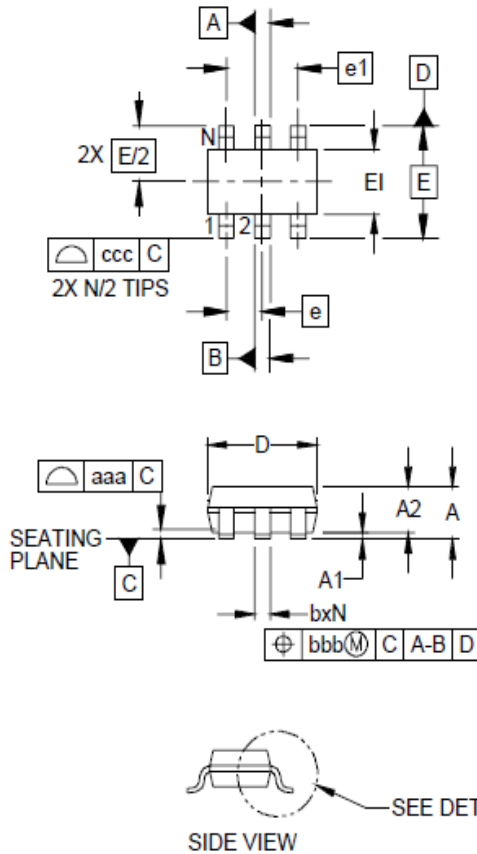 A
e1
D
N
2X E/2
EI
E
1 2
⌓ ccc C
2X N/2 TIPS
e
B
D
⌓ aaa C
A2
A
SEATING
PLANE
C
A1
bxN
⌖ bbbⓂ C A-B D
SEE DET
SIDE VIEW